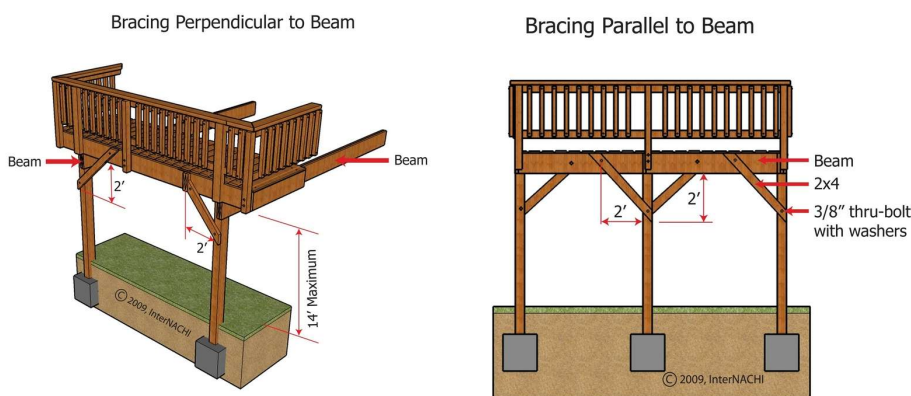 Bracing Perpendicular to Beam
Beam
Beam
2’
2’
14’ Maximum
© 2009, InterNACHI
Bracing Parallel to Beam
Beam
2x4
3/8” thru-bolt
with washers
2’
2’
© 2009, InterNACHI